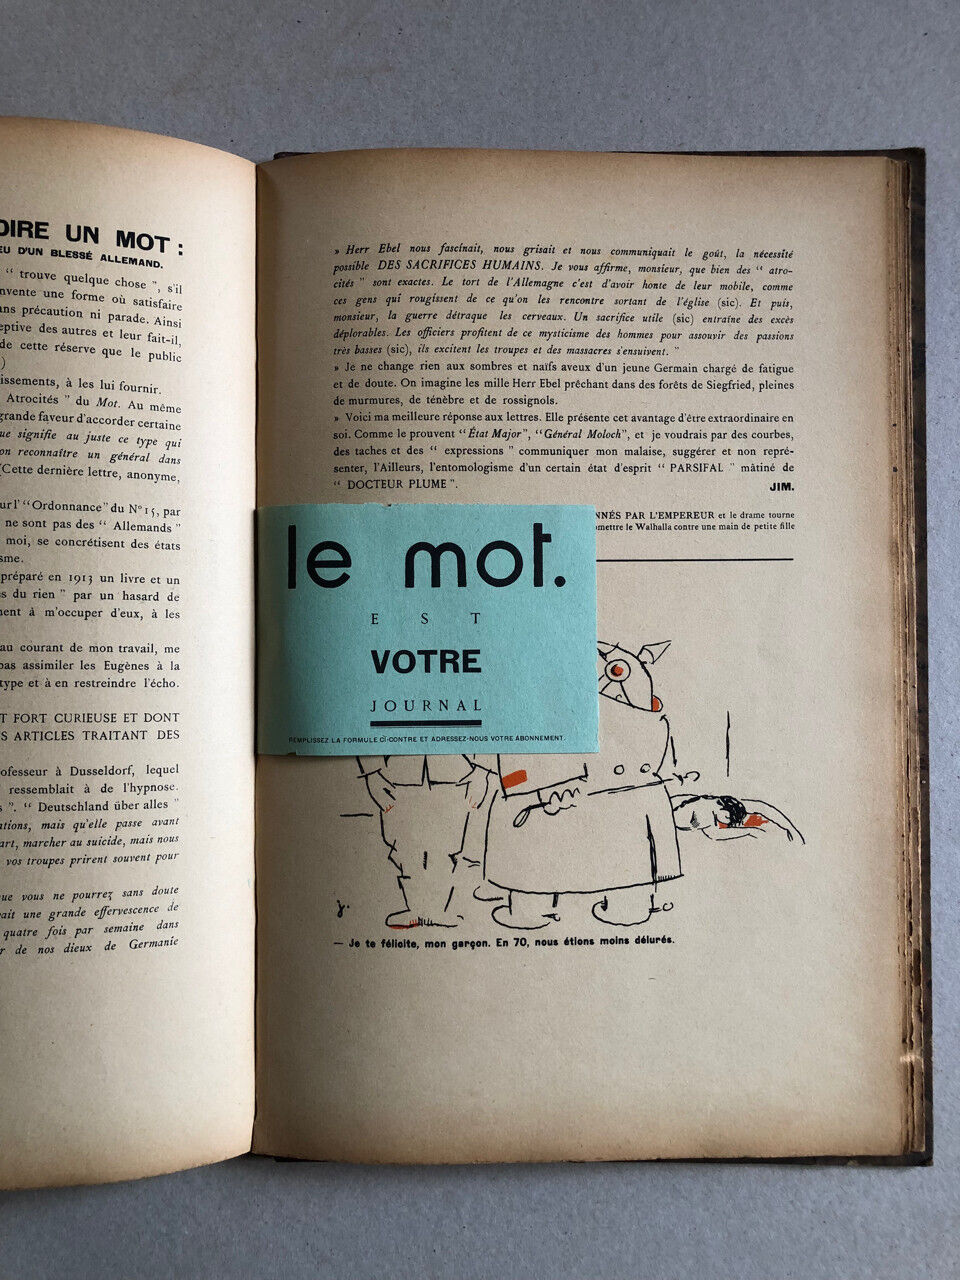 DIRE UN MOT :
D'UN BLESSÉ ALLEMAND.
“ trouve quelque chose ”, s'il
invente une forme où satisfaire
sans précaution ni parade. Ainsi
des autres et leur fait-il,
de cette réserve que le public
)
à les lui fournir.
Atrocités ” du Mot. Au même
grande faveur d'accorder certaine
que signifie au juste ce type qui
reconnaître un général dans
(Cette dernière lettre, anonyme,
sur l' “ Ordonnance ” du N° 15, par
ne sont pas des “ Allemands ”
moi, se concrétisent des états
préparé en 1913 un livre et un
du rien ” par un hasard de
à m'occuper d'eux, à les
au courant de mon travail, me
pas assimiler les Eugènes à la
type et à en restreindre l'écho.
FORT CURIEUSE ET DONT
ARTICLES TRAITANT DES
professeur à Dusseldorf, lequel
ressemblait à de l'hypnose.
”. “ Deutschland über alles ”
mais qu'elle passe avant
marcher au suicide, mais nous
vos troupes prirent souvent pour
que vous ne pourrez sans doute
une grande effervescence de
quatre fois par semaine dans
de nos dieux de Germanie
» Herr Ebel nous fascinait, nous grisait et nous communiquait le goût, la nécessité
possible DES SACRIFICES HUMAINS. Je vous affirme, monsieur, que bien des “ atro-
cités ” sont exactes. Le tort de l'Allemagne c'est d'avoir honte de leur mobile, comme
ces gens qui rougissent de ce qu'on les rencontre sortant de l'église (sic). Et puis,
monsieur, la guerre détraque les cerveaux. Un sacrifice utile (sic) entraîne des excès
déplorables. Les officiers profitent de ce mysticisme des hommes pour assouvir des passions
très basses (sic), ils excitent les troupes et des massacres s'ensuivent. ”
» Je ne change rien aux sombres et naïfs aveux d'un jeune Germain chargé de fatigue
et de doute. On imagine les mille Herr Ebel prêchant dans des forêts de Siegfried, pleines
de murmures, de ténèbre et de rossignols.
» Voici ma meilleure réponse aux lettres. Elle présente cet avantage d'être extraordinaire en
soi. Comme le prouvent “État Major”, “Général Moloch”, et je voudrais par des courbes,
des taches et des “ expressions ” communiquer mon malaise, suggérer et non repré-
senter, l'Ailleurs, l'entomologisme d'un certain état d'esprit “ PARSIFAL ” mâtiné de
“ DOCTEUR PLUME ”.
JIM.
PAR L'EMPEREUR et le drame tourne
le Walhalla contre une main de petite fille
le mot.
EST
VOTRE
JOURNAL
REMPLISSEZ LA FORMULE CI-CONTRE ET ADRESSEZ-NOUS VOTRE ABONNEMENT.
j.
— Je te félicite, mon garçon. En 70, nous étions moins délurés.